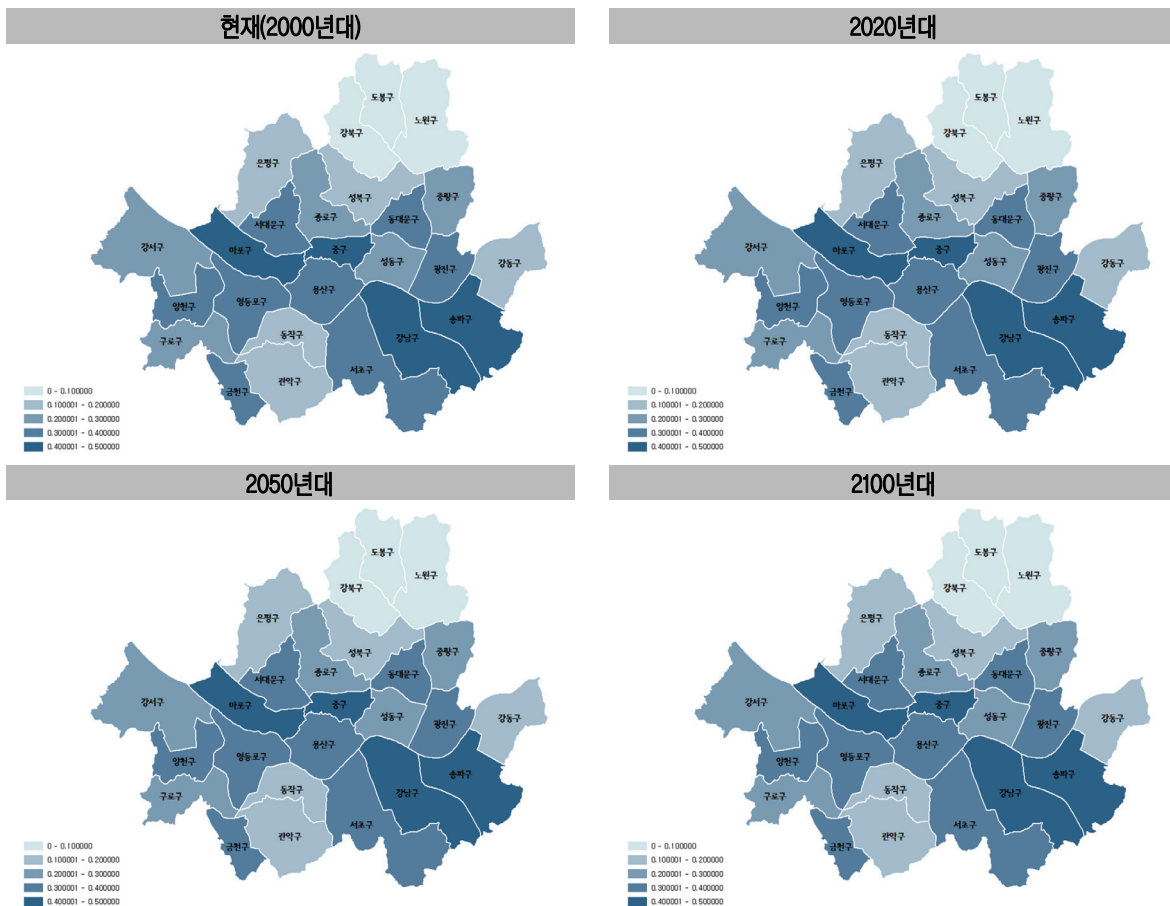 현재(2000년대)
도봉구
노원구
강북구
은평구
성북구
중랑구
서대문구
종로구
동대문구
강서구
마포구
중구
성동구
광진구
강동구
양천구
영등포구
용산구
송파구
구로구
동작구
강남구
금천구
관악구
서초구
0 - 0.100000
0.100001 - 0.200000
0.200001 - 0.300000
0.300001 - 0.400000
0.400001 - 0.500000
2020년대
도봉구
노원구
강북구
은평구
성북구
중랑구
서대문구
종로구
동대문구
강서구
마포구
중구
성동구
광진구
강동구
양천구
영등포구
용산구
송파구
구로구
동작구
강남구
금천구
관악구
서초구
0 - 0.100000
0.100001 - 0.200000
0.200001 - 0.300000
0.300001 - 0.400000
0.400001 - 0.500000
2050년대
도봉구
노원구
강북구
은평구
성북구
중랑구
서대문구
종로구
동대문구
강서구
마포구
중구
성동구
광진구
강동구
양천구
영등포구
용산구
송파구
구로구
동작구
강남구
금천구
관악구
서초구
0 - 0.100000
0.100001 - 0.200000
0.200001 - 0.300000
0.300001 - 0.400000
0.400001 - 0.500000
2100년대
도봉구
노원구
강북구
은평구
성북구
중랑구
서대문구
종로구
동대문구
강서구
마포구
중구
성동구
광진구
강동구
양천구
영등포구
용산구
송파구
구로구
동작구
강남구
금천구
관악구
서초구
0 - 0.100000
0.100001 - 0.200000
0.200001 - 0.300000
0.300001 - 0.400000
0.400001 - 0.500000